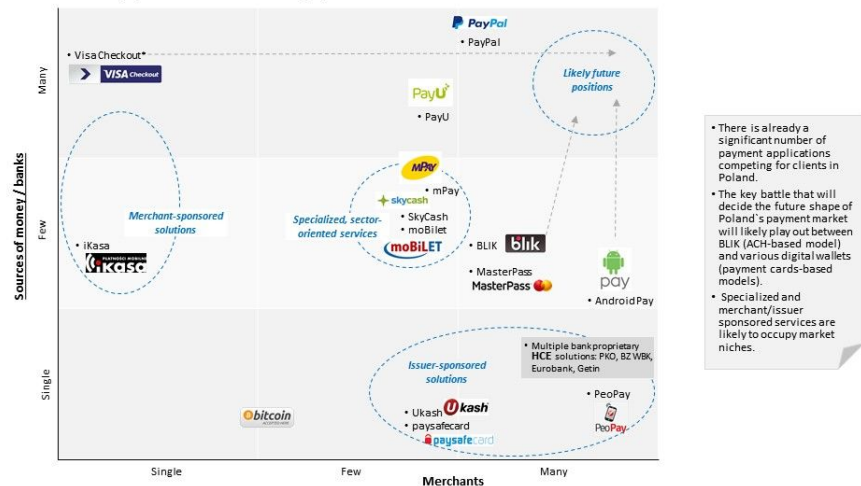 PayPal
• PayPal
• Visa Checkout*
VISA Checkout
Likely future
positions
PayU
• PayU
Many
mPAY
• mPay
skycash
Merchant-sponsored
solutions
Specialized, sector-
oriented services
• SkyCash
• moBilet
moBiLET
• iKasa
PŁATNOŚCI MOBILNE
iKasa
• BLIK
blik
• MasterPass
MasterPass
pay
• AndroidPay
Few
Sources of money / banks
• Multiple bank proprietary
HCE solutions: PKO, BZ WBK,
Eurobank, Getin
Issuer-sponsored
solutions
• PeoPay
PeoPay
• Ukash
Ukash
• paysafecard
paysafecard
bitcoin
ACCEPTED HERE
Single
Single
Few
Many
Merchants
• There is already a
significant number of
payment applications
competing for clients in
Poland.
• The key battle that will
decide the future shape of
Poland`s payment market
will likely play out between
BLIK (ACH-based model)
and various digital wallets
(payment cards-based
models).
• Specialized and
merchant/issuer
sponsored services are
likely to occupy market
niches.